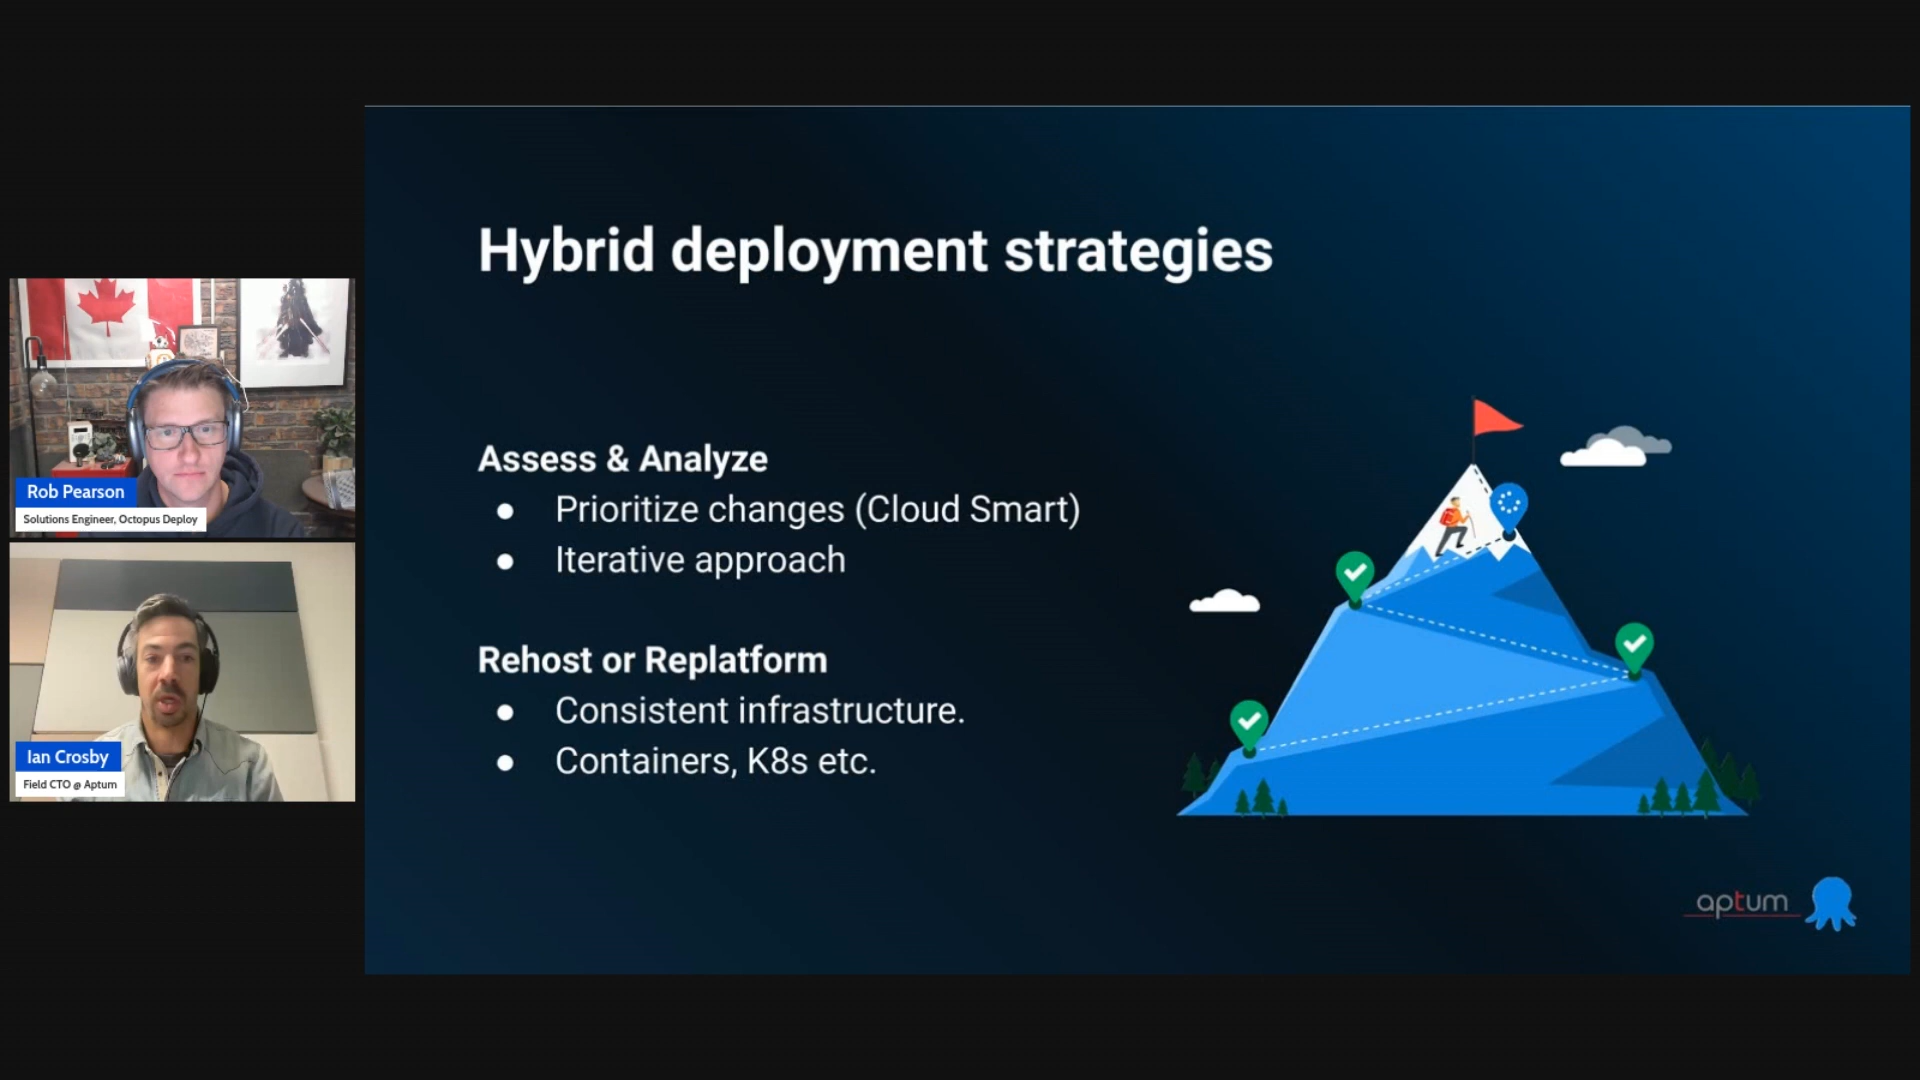 Hybrid deployment strategies
Assess & Analyze
● Prioritize changes (Cloud Smart)
● Iterative approach
Rehost or Replatform
● Consistent infrastructure.
● Containers, K8s etc.
Rob Pearson
Solutions Engineer, Octopus Deploy
Ian Crosby
Field CTO @ Aptum
aptum